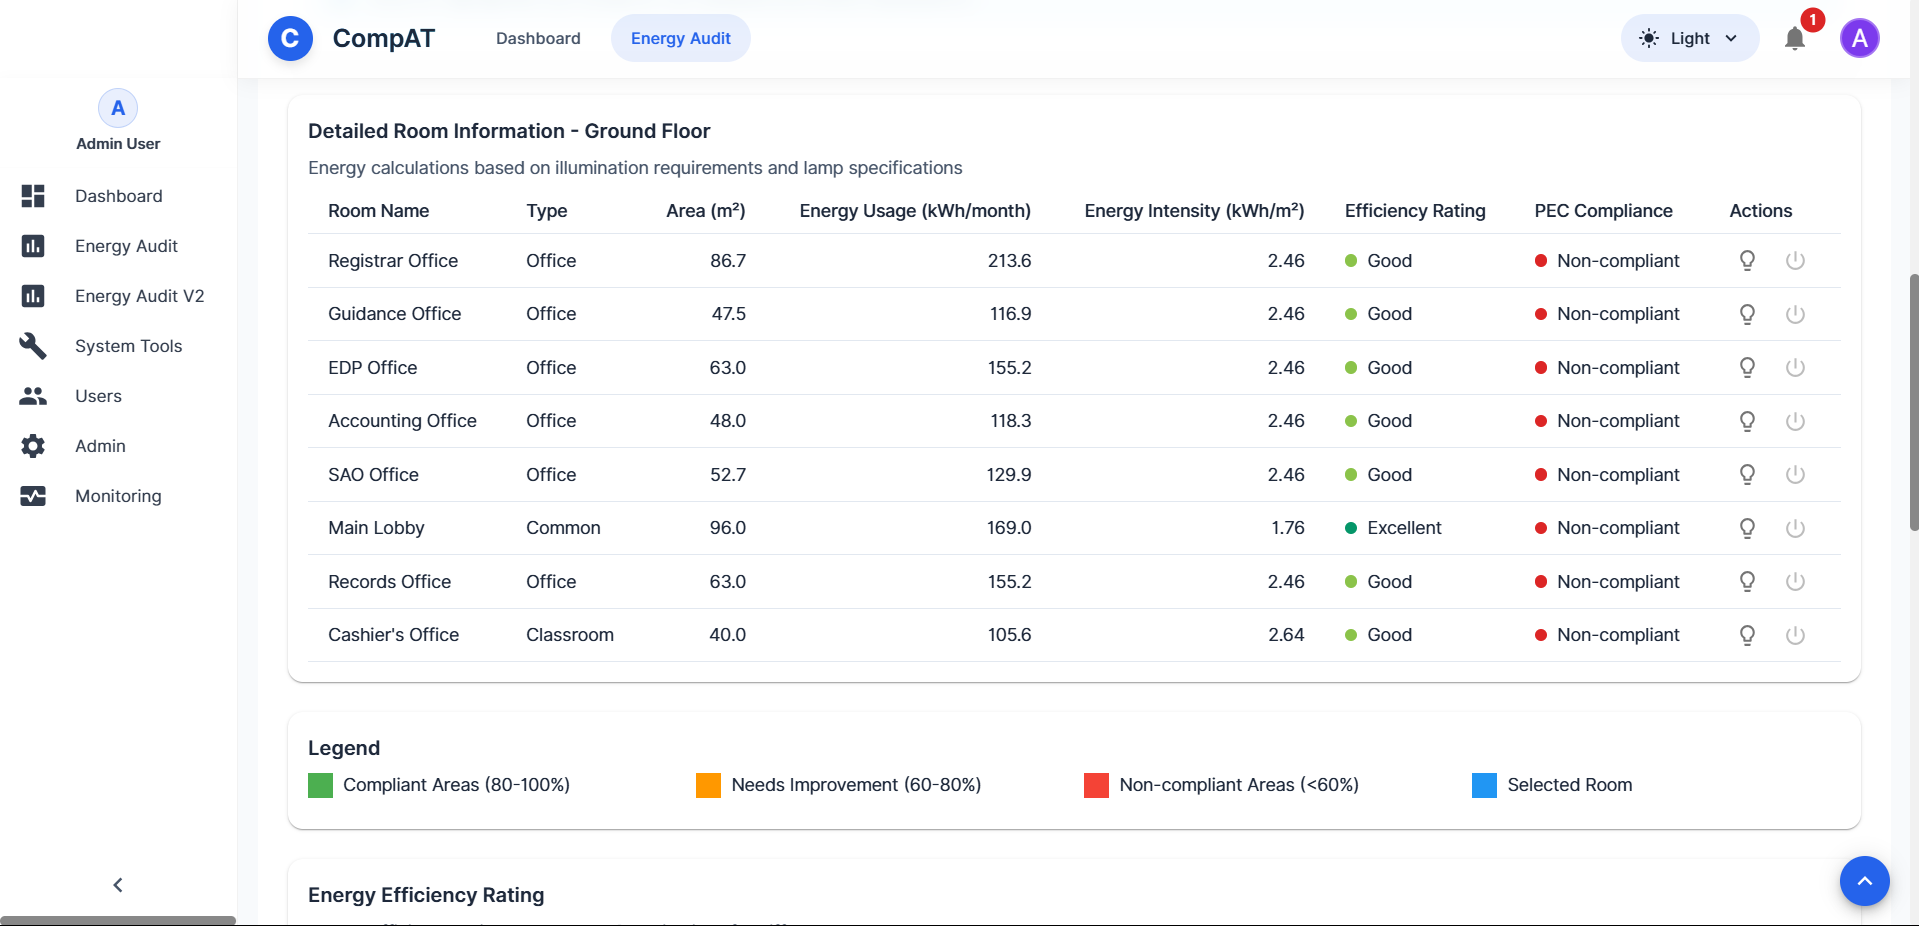 C CompAT Dashboard Energy Audit Light 1 A
A
Admin User
Dashboard
Energy Audit
Energy Audit V2
System Tools
Users
Admin
Monitoring
Detailed Room Information - Ground Floor
Energy calculations based on illumination requirements and lamp specifications
Room Name Type Area (m²) Energy Usage (kWh/month) Energy Intensity (kWh/m²) Efficiency Rating PEC Compliance Actions
Registrar Office Office 86.7 213.6 2.46 Good Non-compliant
Guidance Office Office 47.5 116.9 2.46 Good Non-compliant
EDP Office Office 63.0 155.2 2.46 Good Non-compliant
Accounting Office Office 48.0 118.3 2.46 Good Non-compliant
SAO Office Office 52.7 129.9 2.46 Good Non-compliant
Main Lobby Common 96.0 169.0 1.76 Excellent Non-compliant
Records Office Office 63.0 155.2 2.46 Good Non-compliant
Cashier's Office Classroom 40.0 105.6 2.64 Good Non-compliant
Legend
Compliant Areas (80-100%) Needs Improvement (60-80%) Non-compliant Areas (<60%) Selected Room
Energy Efficiency Rating